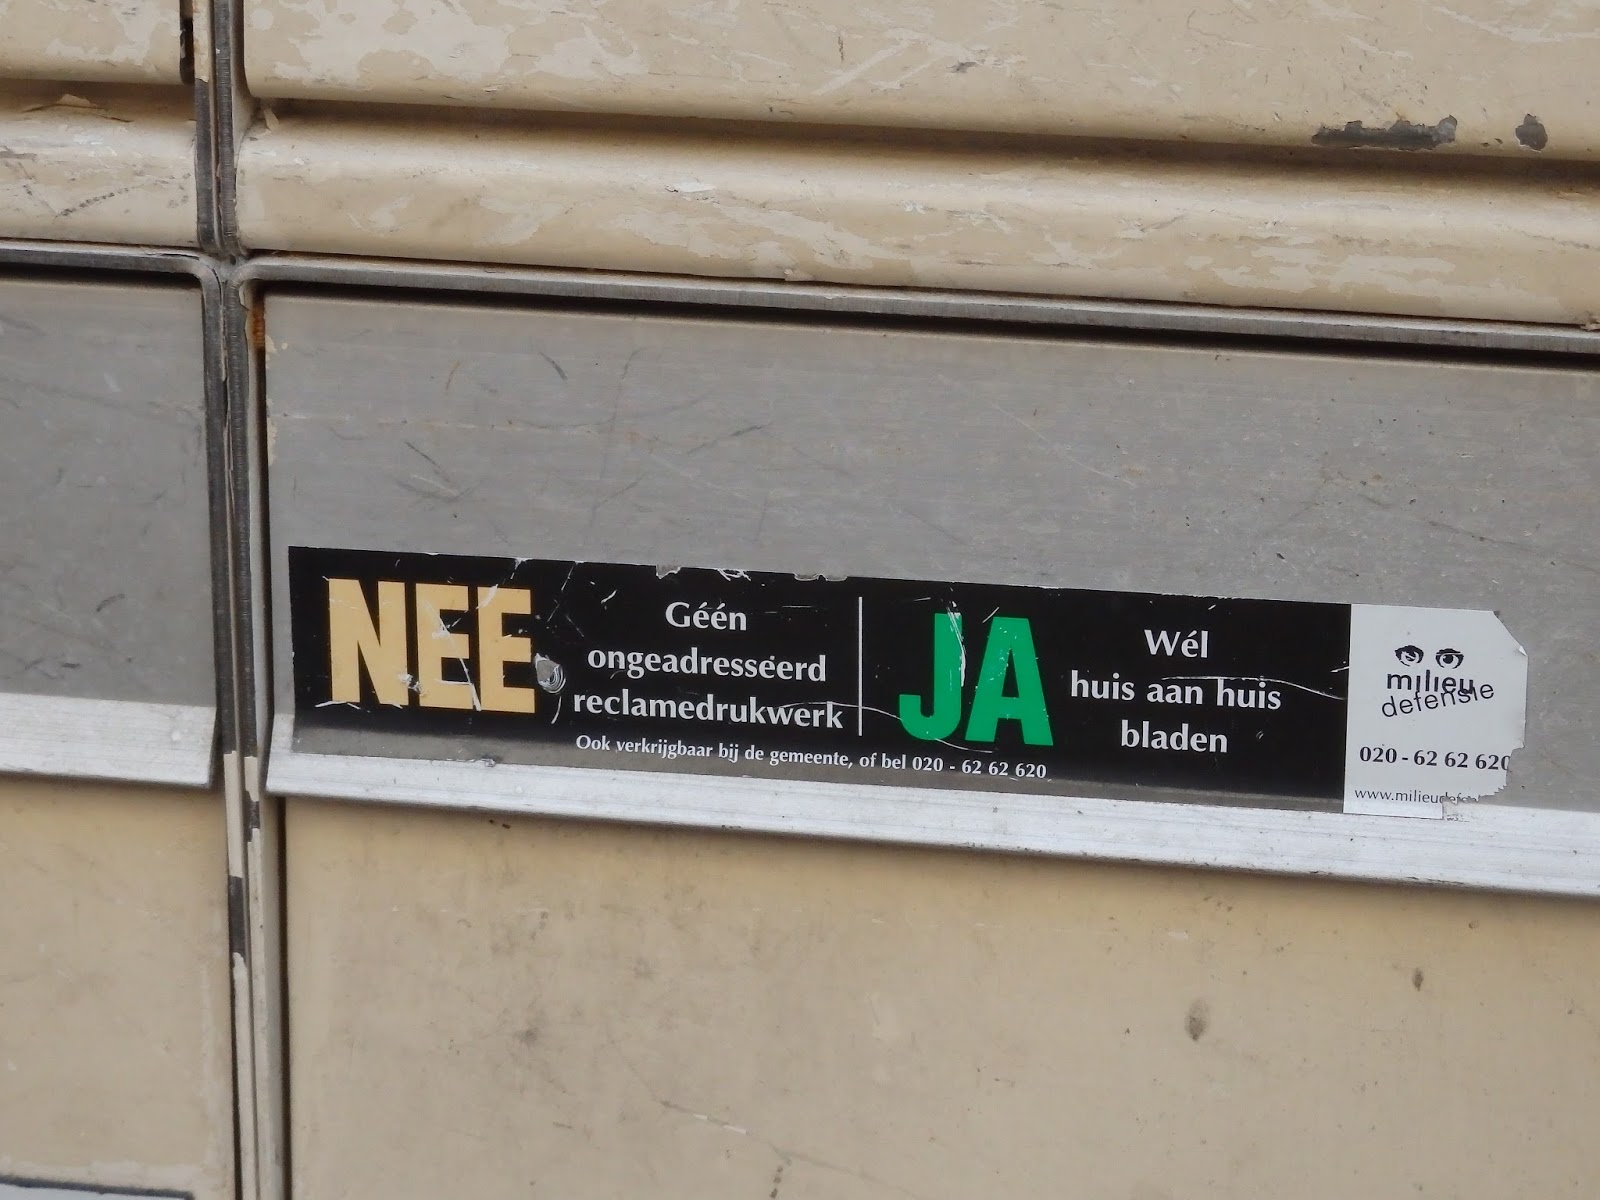 NEE
Géén
ongeadresseerd
reclamedrukwerk
JA
Wél
huis aan huis
bladen
Ook verkrijgbaar bij de gemeente, of bel 020 - 62 62 620
milieu
defensie
020 - 62 62 620